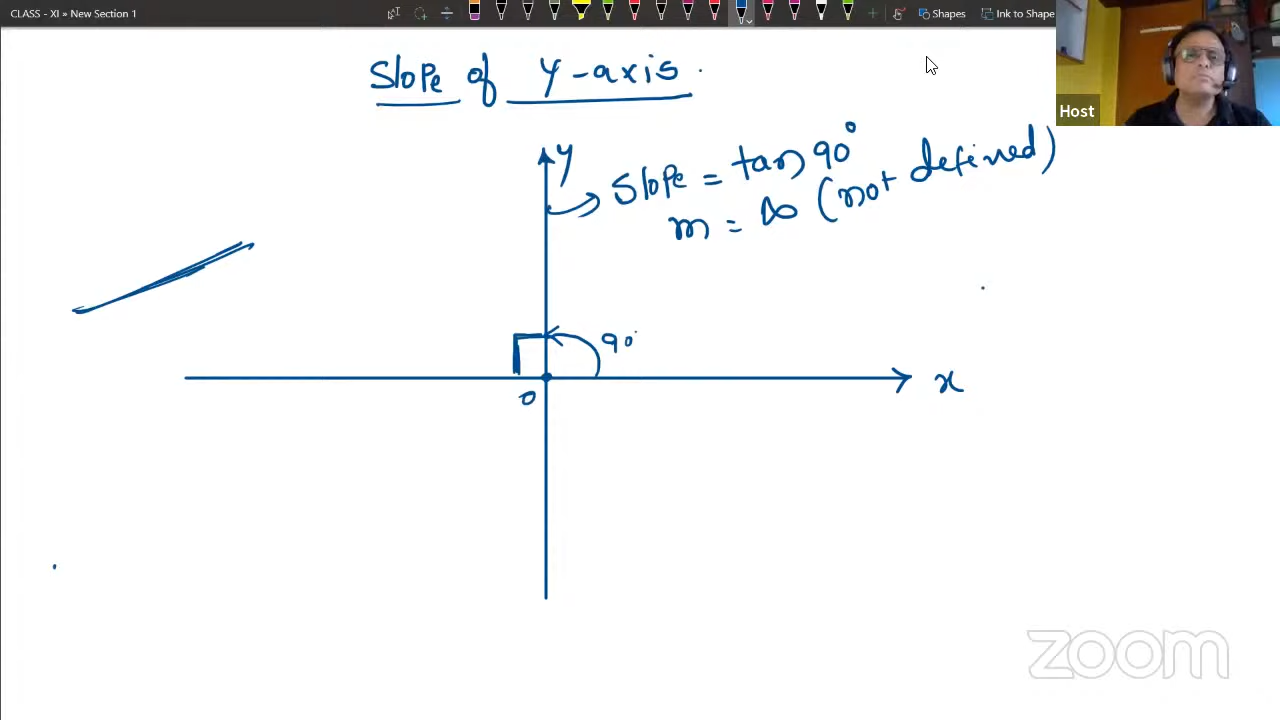 CLASS - XI » New Section 1
Shapes
Ink to Shape
Host
Slope of Y-axis
y
Slope = tan 90°
m = ∞ (not defined)
90°
x
0
zoom